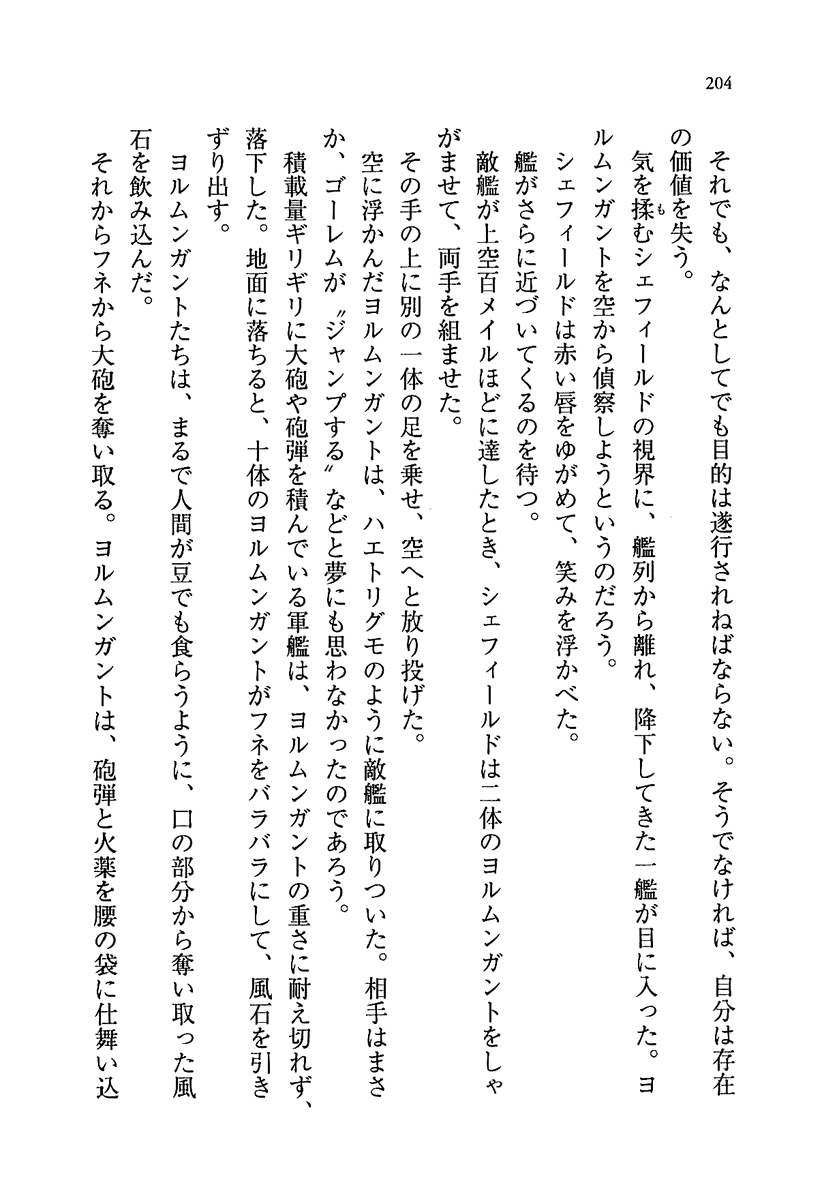 204
それでも、なんとしてでも目的は遂行されねばならない。そうでなければ、自分は存在
の価値を失う。
気を揉むシェフィールドの視界に、艦列から離れ、降下してきた一艦が目に入った。ヨ
も
ルムンガントを空から偵察しようというのだろう。
シェフィールドは赤い唇をゆがめて、笑みを浮かべた。
艦がさらに近づいてくるのを待つ。
敵艦が上空百メイルほどに達したとき、シェフィールドは二体のヨルムンガントをしゃ
がませて、両手を組ませた。
その手の上に別の一体の足を乗せ、空へと放り投げた。
空に浮かんだヨルムンガントは、ハエトリグモのように敵艦に取りついた。相手はまさ
か、ゴーレムが〝ジャンプする〟などと夢にも思わなかったのであろう。
積載量ギリギリに大砲や砲弾を積んでいる軍艦は、ヨルムンガントの重さに耐え切れず、
落下した。地面に落ちると、十体のヨルムンガントがフネをバラバラにして、風石を引き
ずり出す。
ヨルムンガントたちは、まるで人間が豆でも食らうように、口の部分から奪い取った風
石を飲み込んだ。
それからフネから大砲を奪い取る。ヨルムンガントは、砲弾と火薬を腰の袋に仕舞い込